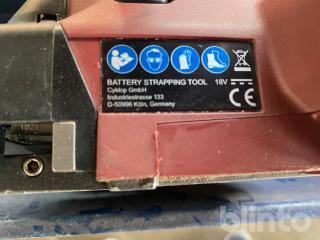 BATTERY STRAPPING TOOL 18V
Cyklop GmbH
Industriestrasse 133
D-50996 Köln, Germany
CE
blinto